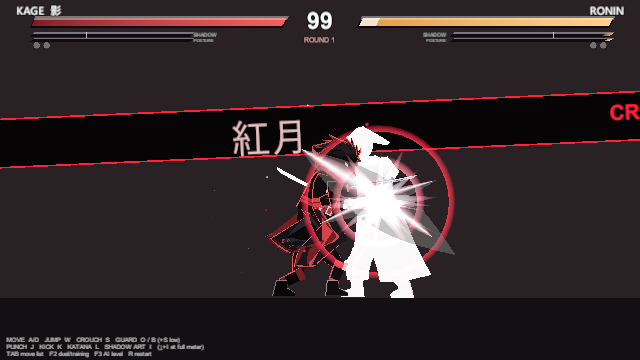 KAGE 影
99
RONIN
SHADOW
POSTURE
SHADOW
POSTURE
ROUND 1
CR
紅月
MOVE A/D JUMP W CROUCH S GUARD O / B (+S low)
PUNCH J KICK K KATANA L SHADOW ART I (↓+I at full meter)
TAB move list F2 duel/training F3 AI level R restart